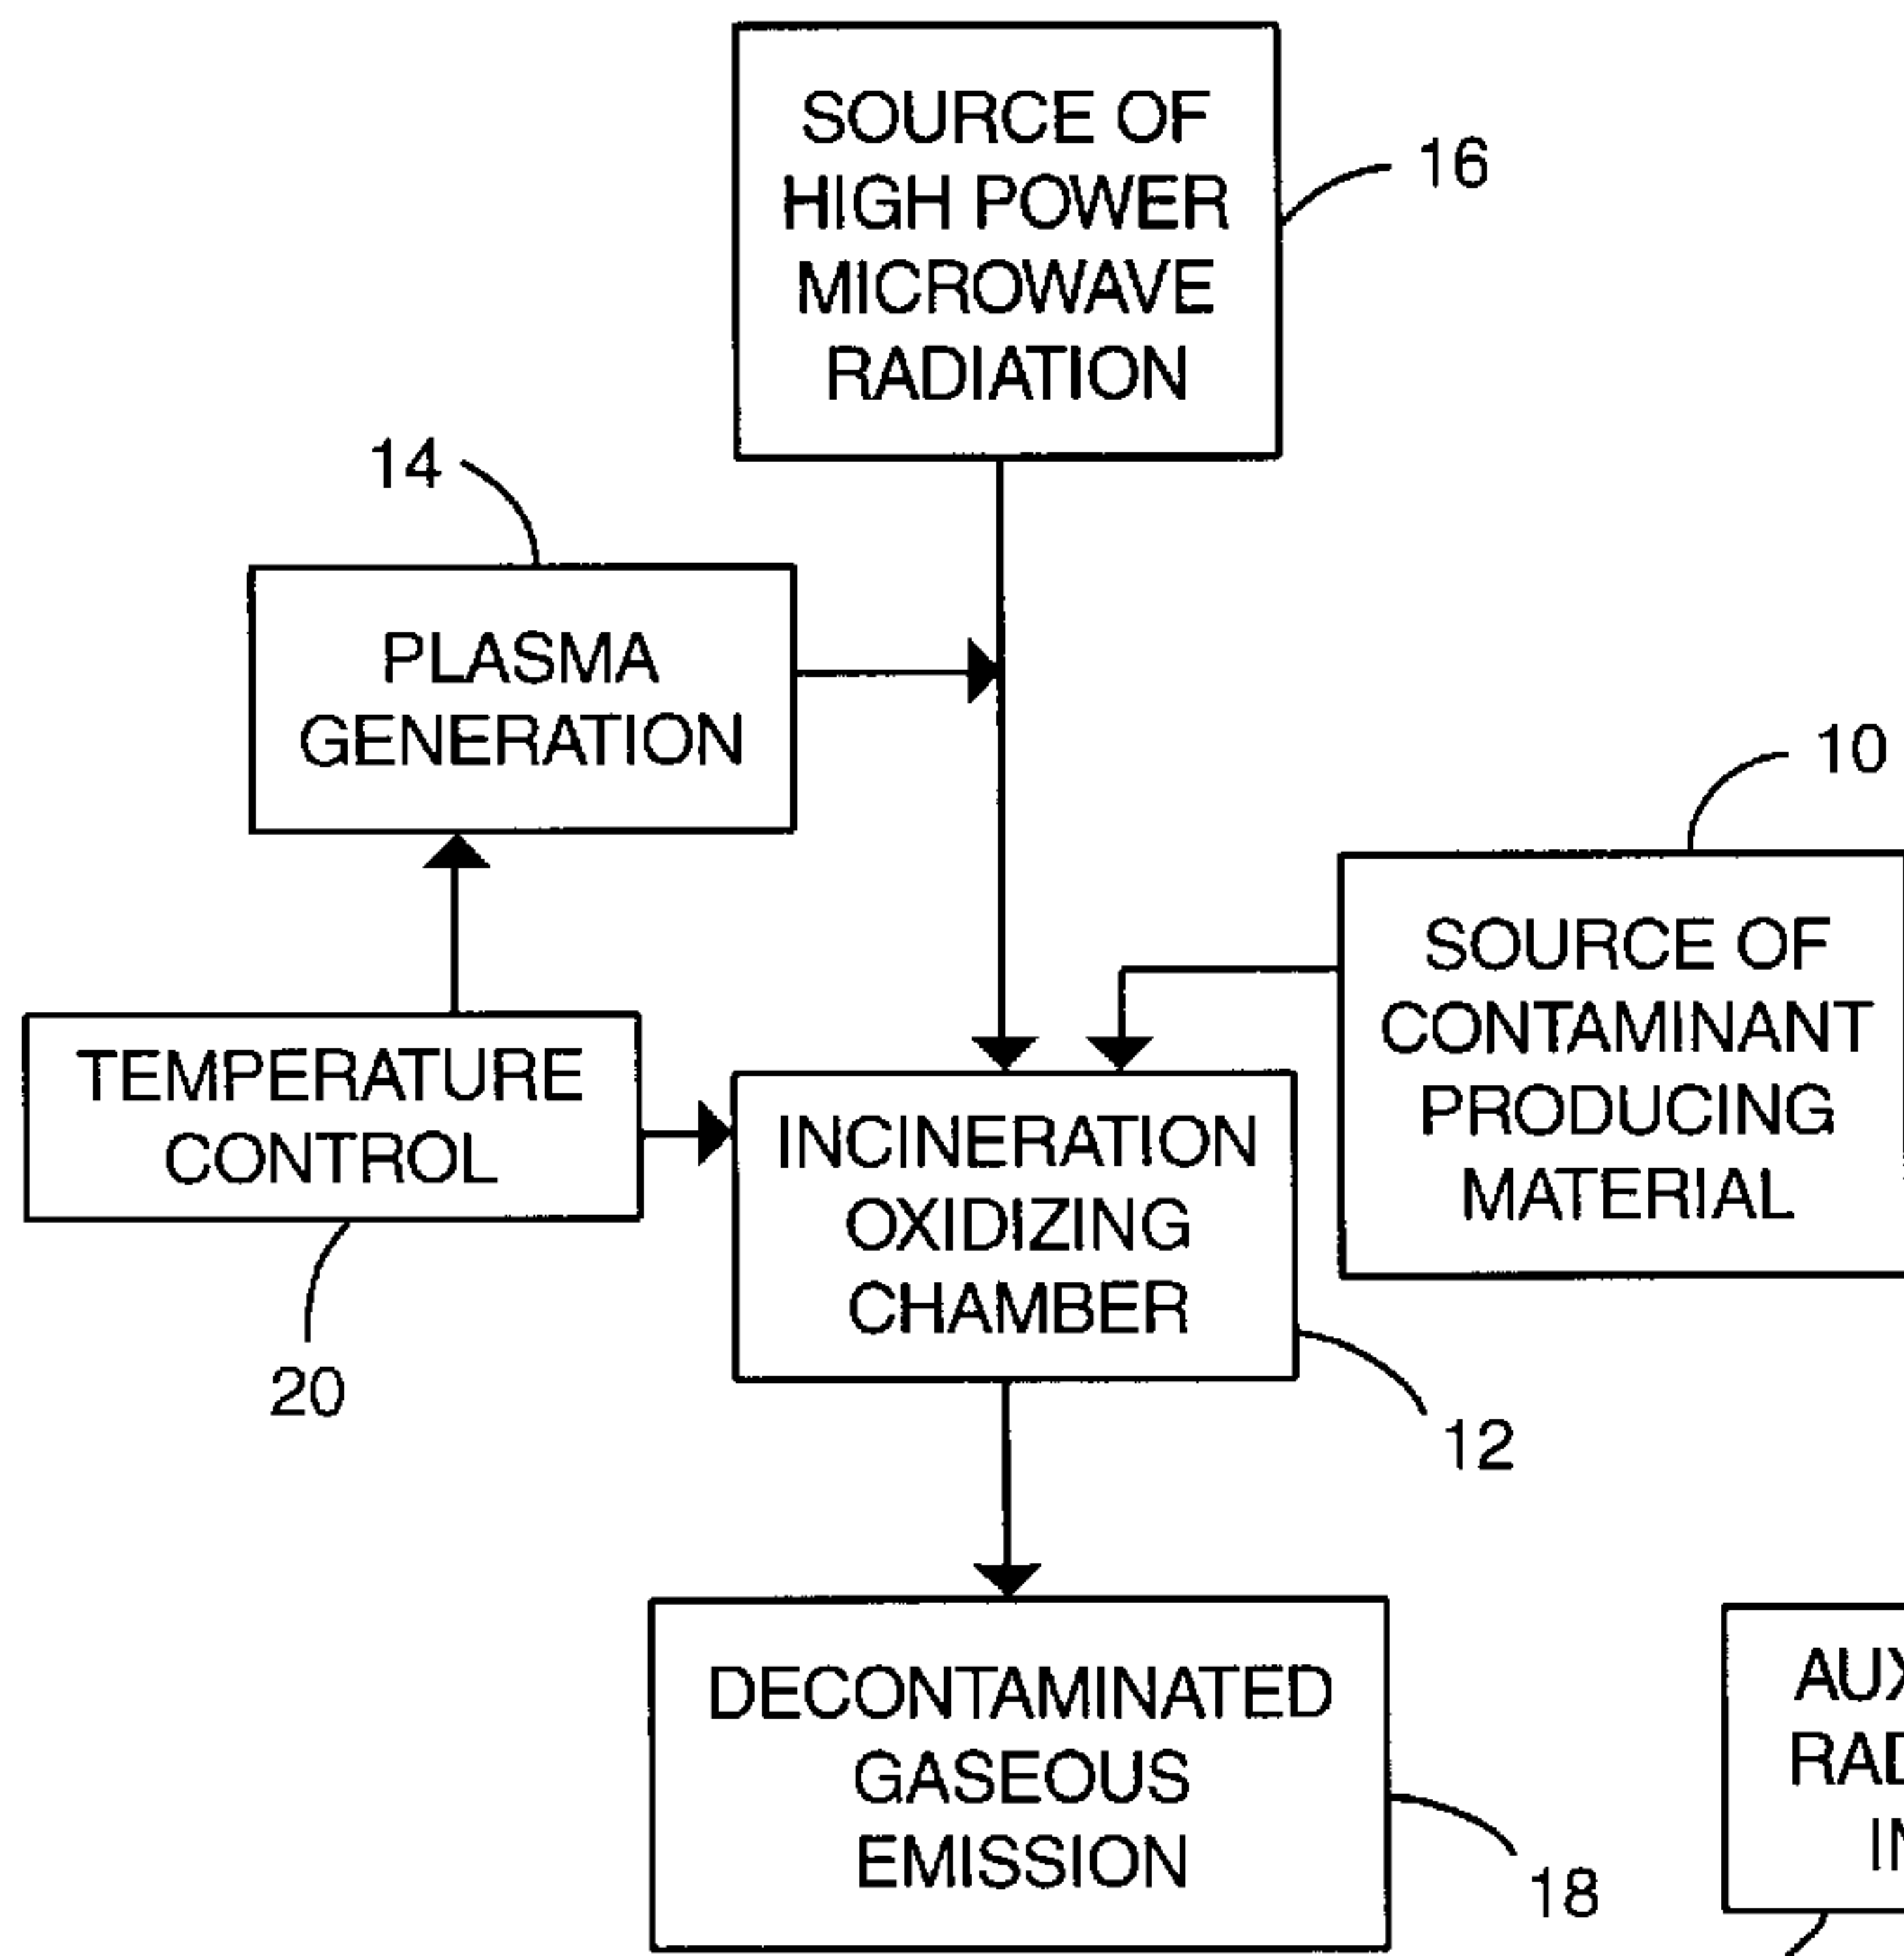 SOURCE OF
HIGH POWER
MICROWAVE
RADIATION
16
14
PLASMA
GENERATION
10
SOURCE OF
CONTAMINANT
PRODUCING
MATERIAL
TEMPERATURE
CONTROL
20
INCINERATION
OXIDIZING
CHAMBER
12
DECONTAMINATED
GASEOUS
EMISSION
18